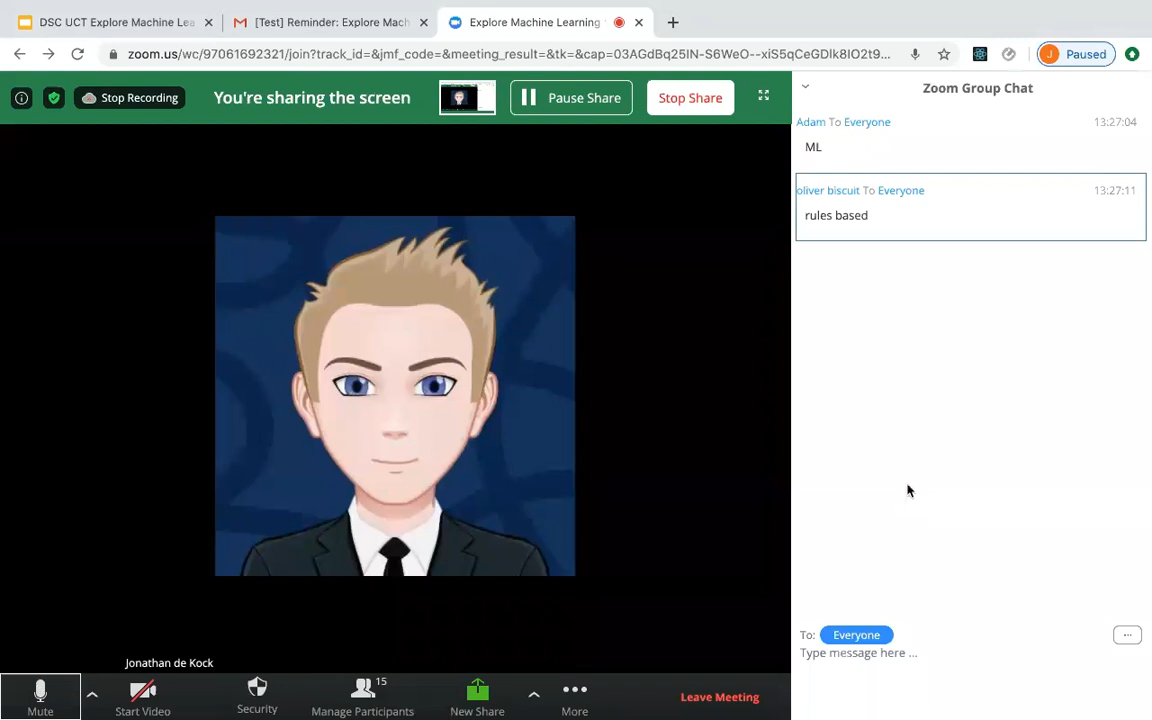 DSC UCT Explore Machine Lea
[Test] Reminder: Explore Mach
Explore Machine Learning
zoom.us/wc/97061692321/join?track_id=&jmf_code=&meeting_result=&tk=&cap=03AGdBq25IN-S6WeO--xiS5qCeGDlk8IO2t9...
J Paused
Stop Recording
You're sharing the screen
Pause Share
Stop Share
Zoom Group Chat
Adam To Everyone 13:27:04
ML
oliver biscuit To Everyone 13:27:11
rules based
To: Everyone
Type message here ...
Jonathan de Kock
Mute
Start Video
Security
15
Manage Participants
New Share
More
Leave Meeting